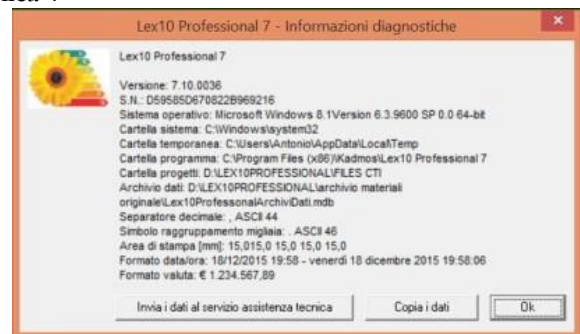 Lex10 Professional 7 - Informazioni diagnostiche
Lex10 Professional 7
Versione: 7.10.0036
S.N.: D59585D670822B969216
Sistema operativo: Microsoft Windows 8.1Version 6.3.9600 SP 0.0 64-bit
Cartella sistema: C:\Windows\system32
Cartella temporanea: C:\Users\Antonio\AppData\Local\Temp
Cartella programma: C:\Program Files (x86)\Kadmos\Lex10 Professional 7
Cartella progetti: D:\LEX10PROFESSIONAL\FILES CTI
Archivio dati: D:\LEX10PROFESSIONAL\archivio materiali
originale\Lex10ProfessonalArchiviDati.mdb
Separatore decimale: , ASCII 44
Simbolo raggruppamento migliaia: . ASCII 46
Area di stampa [mm]: 15,015,0 15,0 15,0 15,0
Formato data/ora: 18/12/2015 19:58 - venerdì 18 dicembre 2015 19:58:06
Formato valuta: € 1.234.567,89
Invia i dati al servizio assistenza tecnica
Copia i dati
Ok